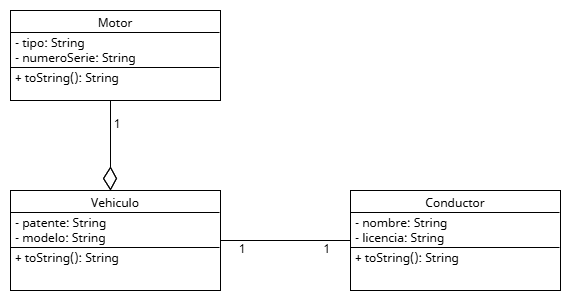 Motor
- tipo: String
- numeroSerie: String
+ toString(): String
1
Vehiculo
- patente: String
- modelo: String
+ toString(): String
1
1
Conductor
- nombre: String
- licencia: String
+ toString(): String